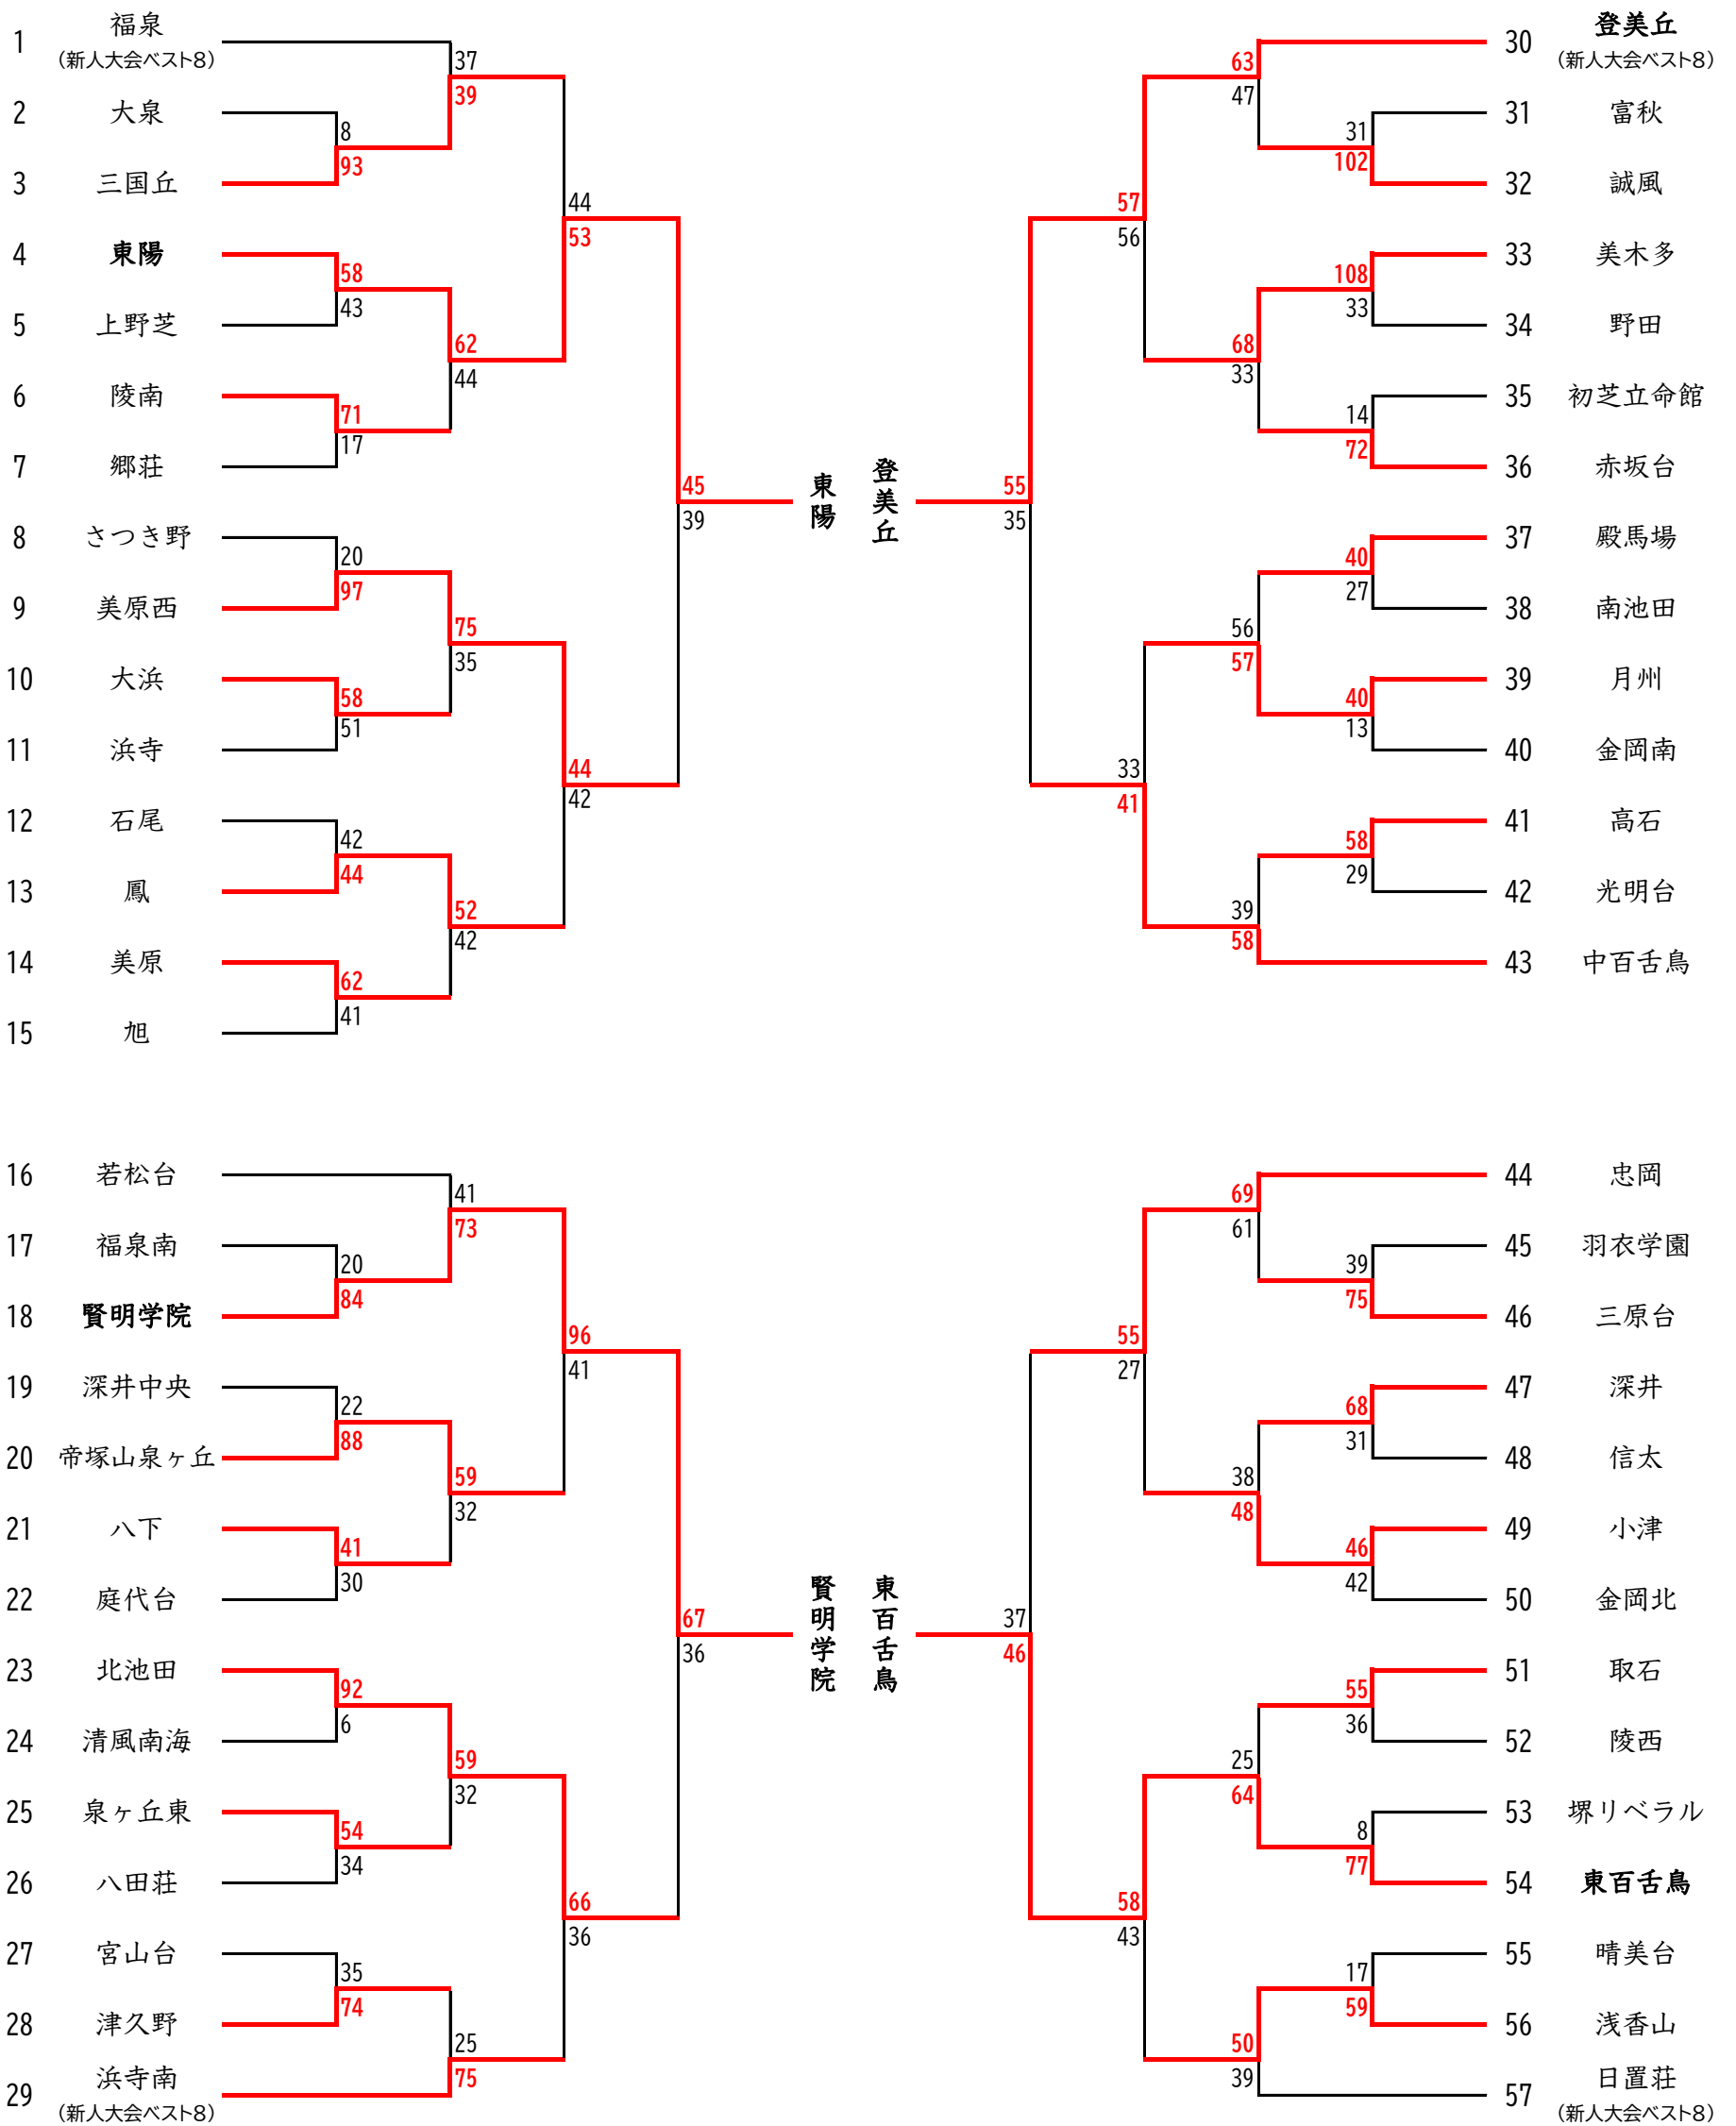 1 福泉
(新人大会ベスト8)
2 大泉
3 三国丘
4 東陽
5 上野芝
6 陵南
7 郷荘
8 さつき野
9 美原西
10 大浜
11 浜寺
12 石尾
13 鳳
14 美原
15 旭
8
93
58
43
71
17
20
97
58
51
42
44
62
41
37
39
62
44
75
35
52
42
44
53
44
42
45
39
東陽
登美丘
55
35
57
56
33
41
63
47
68
33
56
57
39
58
31
102
108
33
14
72
40
27
40
13
58
29
30 登美丘
(新人大会ベスト8)
31 富秋
32 誠風
33 美木多
34 野田
35 初芝立命館
36 赤坂台
37 殿馬場
38 南池田
39 月州
40 金岡南
41 高石
42 光明台
43 中百舌鳥
16 若松台
17 福泉南
18 賢明学院
19 深井中央
20 帝塚山泉ヶ丘
21 八下
22 庭代台
23 北池田
24 清風南海
25 泉ヶ丘東
26 八田荘
27 宮山台
28 津久野
29 浜寺南
(新人大会ベスト8)
20
84
22
88
41
30
92
6
54
34
35
74
41
73
59
32
59
32
25
75
96
41
66
36
67
36
賢明学院
東百舌鳥
37
46
55
27
58
43
69
61
38
48
25
64
50
39
39
75
68
31
46
42
55
36
8
77
17
59
44 忠岡
45 羽衣学園
46 三原台
47 深井
48 信太
49 小津
50 金岡北
51 取石
52 陵西
53 堺リベラル
54 東百舌鳥
55 晴美台
56 浅香山
57 日置荘
(新人大会ベスト8)